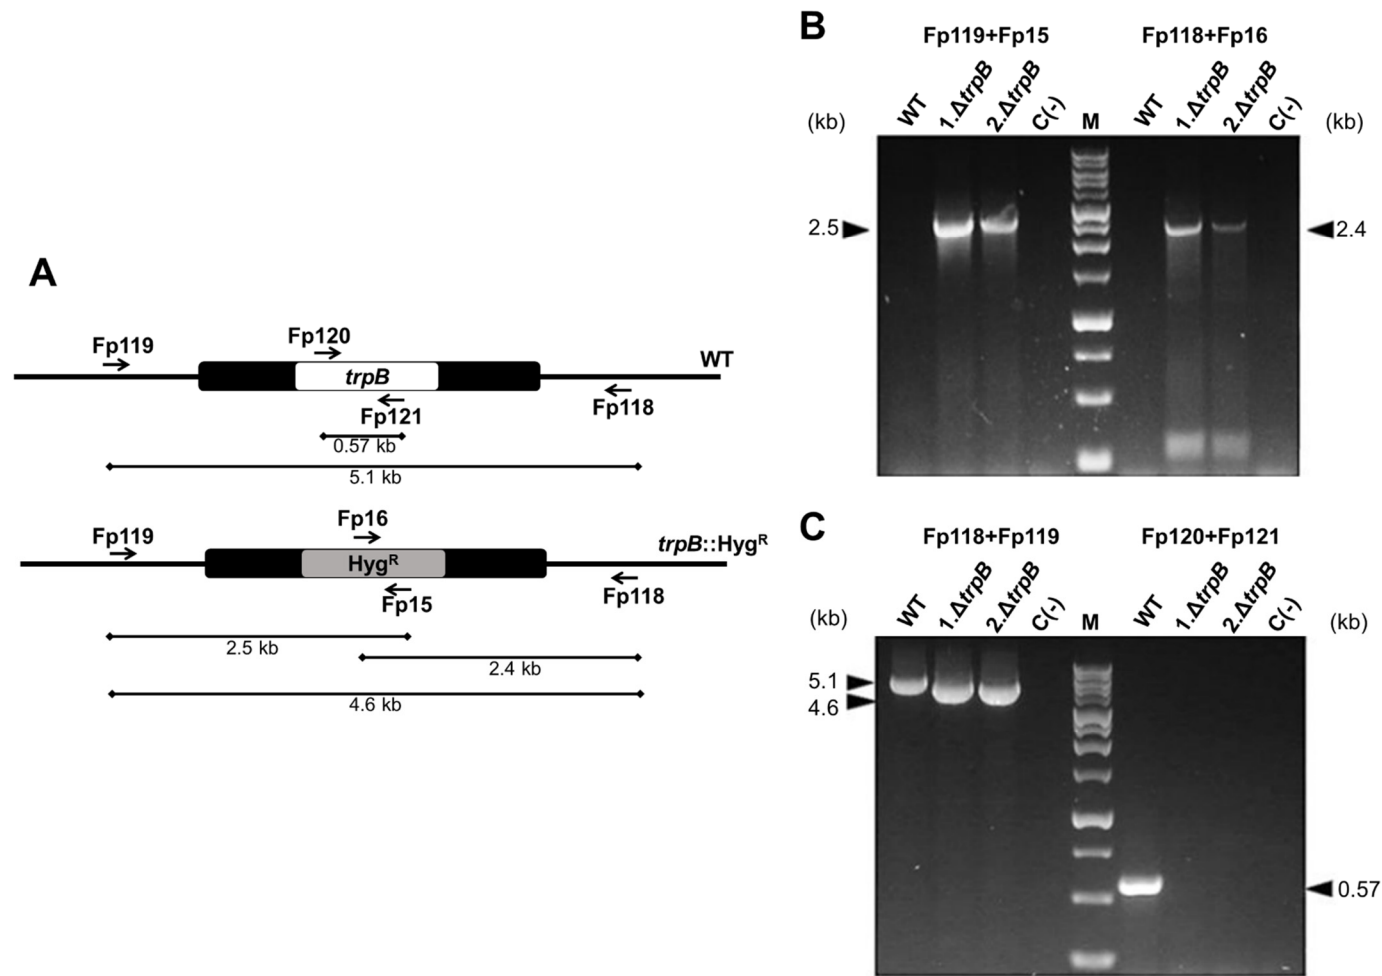 A
Fp119
Fp120
WT
trpB
Fp121
Fp118
0.57 kb
5.1 kb
Fp16
Fp119
trpB::Hygᴿ
Hygᴿ
Fp15
Fp118
2.5 kb
2.4 kb
4.6 kb
B
Fp119+Fp15 Fp118+Fp16
(kb) WT 1.ΔtrpB 2.ΔtrpB C(-) M WT 1.ΔtrpB 2.ΔtrpB C(-) (kb)
2.5 2.4
C
Fp118+Fp119 Fp120+Fp121
(kb) WT 1.ΔtrpB 2.ΔtrpB C(-) M WT 1.ΔtrpB 2.ΔtrpB C(-) (kb)
5.1
4.6
0.57